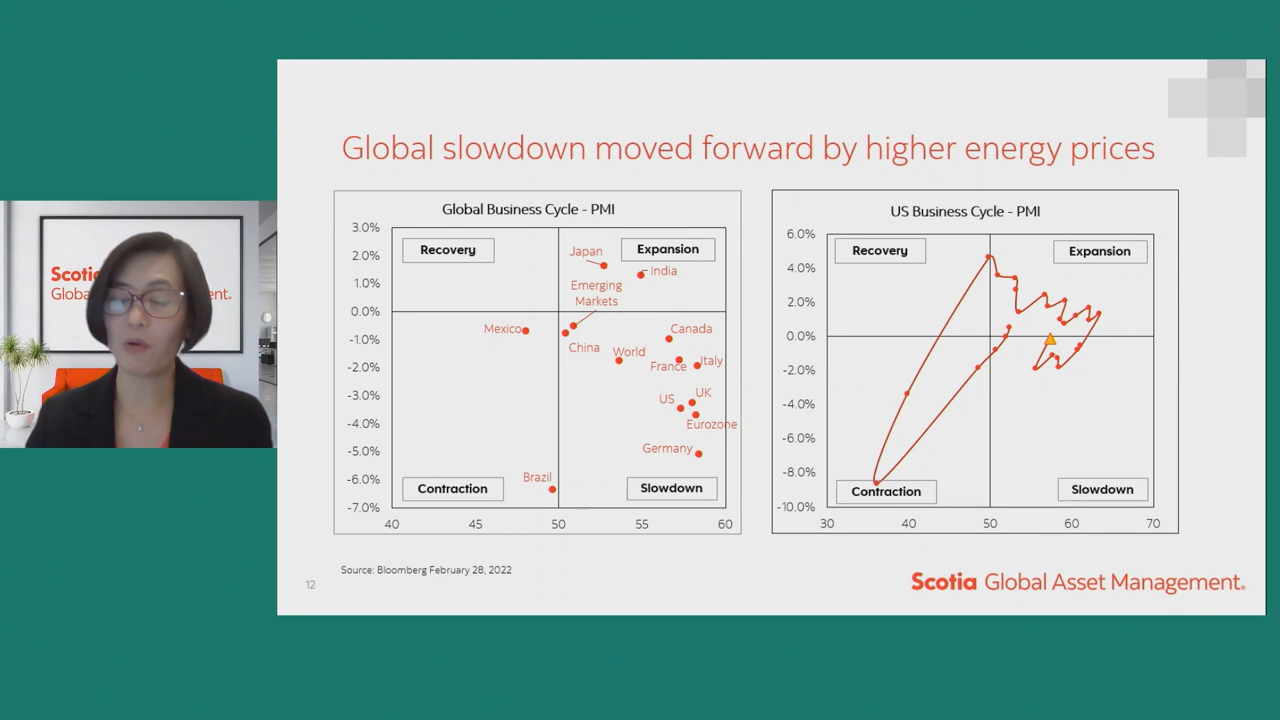 Global slowdown moved forward by higher energy prices
Global Business Cycle - PMI
3.0%
2.0%
1.0%
0.0%
-1.0%
-2.0%
-3.0%
-4.0%
-5.0%
-6.0%
-7.0%
Recovery
Expansion
Contraction
Slowdown
Japan
India
Emerging
Markets
Mexico
China
World
Canada
France
Italy
US
UK
Eurozone
Germany
Brazil
40
45
50
55
60
US Business Cycle - PMI
6.0%
4.0%
2.0%
0.0%
-2.0%
-4.0%
-6.0%
-8.0%
-10.0%
Recovery
Expansion
Contraction
Slowdown
30
40
50
60
70
Source: Bloomberg February 28, 2022
12
Scotia Global Asset Management®